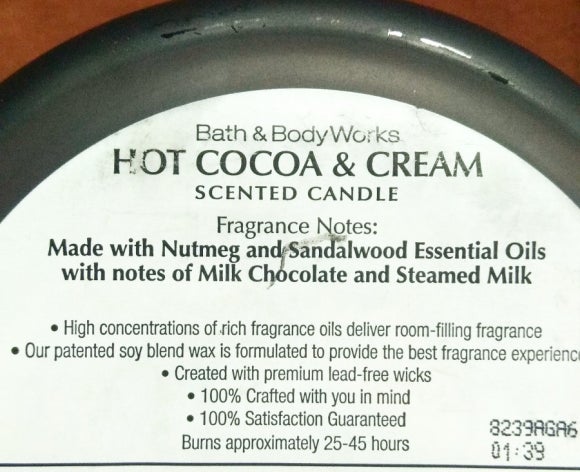 Bath & Body Works
HOT COCOA & CREAM
SCENTED CANDLE
Fragrance Notes:
Made with Nutmeg and Sandalwood Essential Oils
with notes of Milk Chocolate and Steamed Milk
• High concentrations of rich fragrance oils deliver room-filling fragrance
• Our patented soy blend wax is formulated to provide the best fragrance experienc
• Created with premium lead-free wicks
• 100% Crafted with you in mind
• 100% Satisfaction Guaranteed
Burns approximately 25-45 hours
8239AGA6
01:39